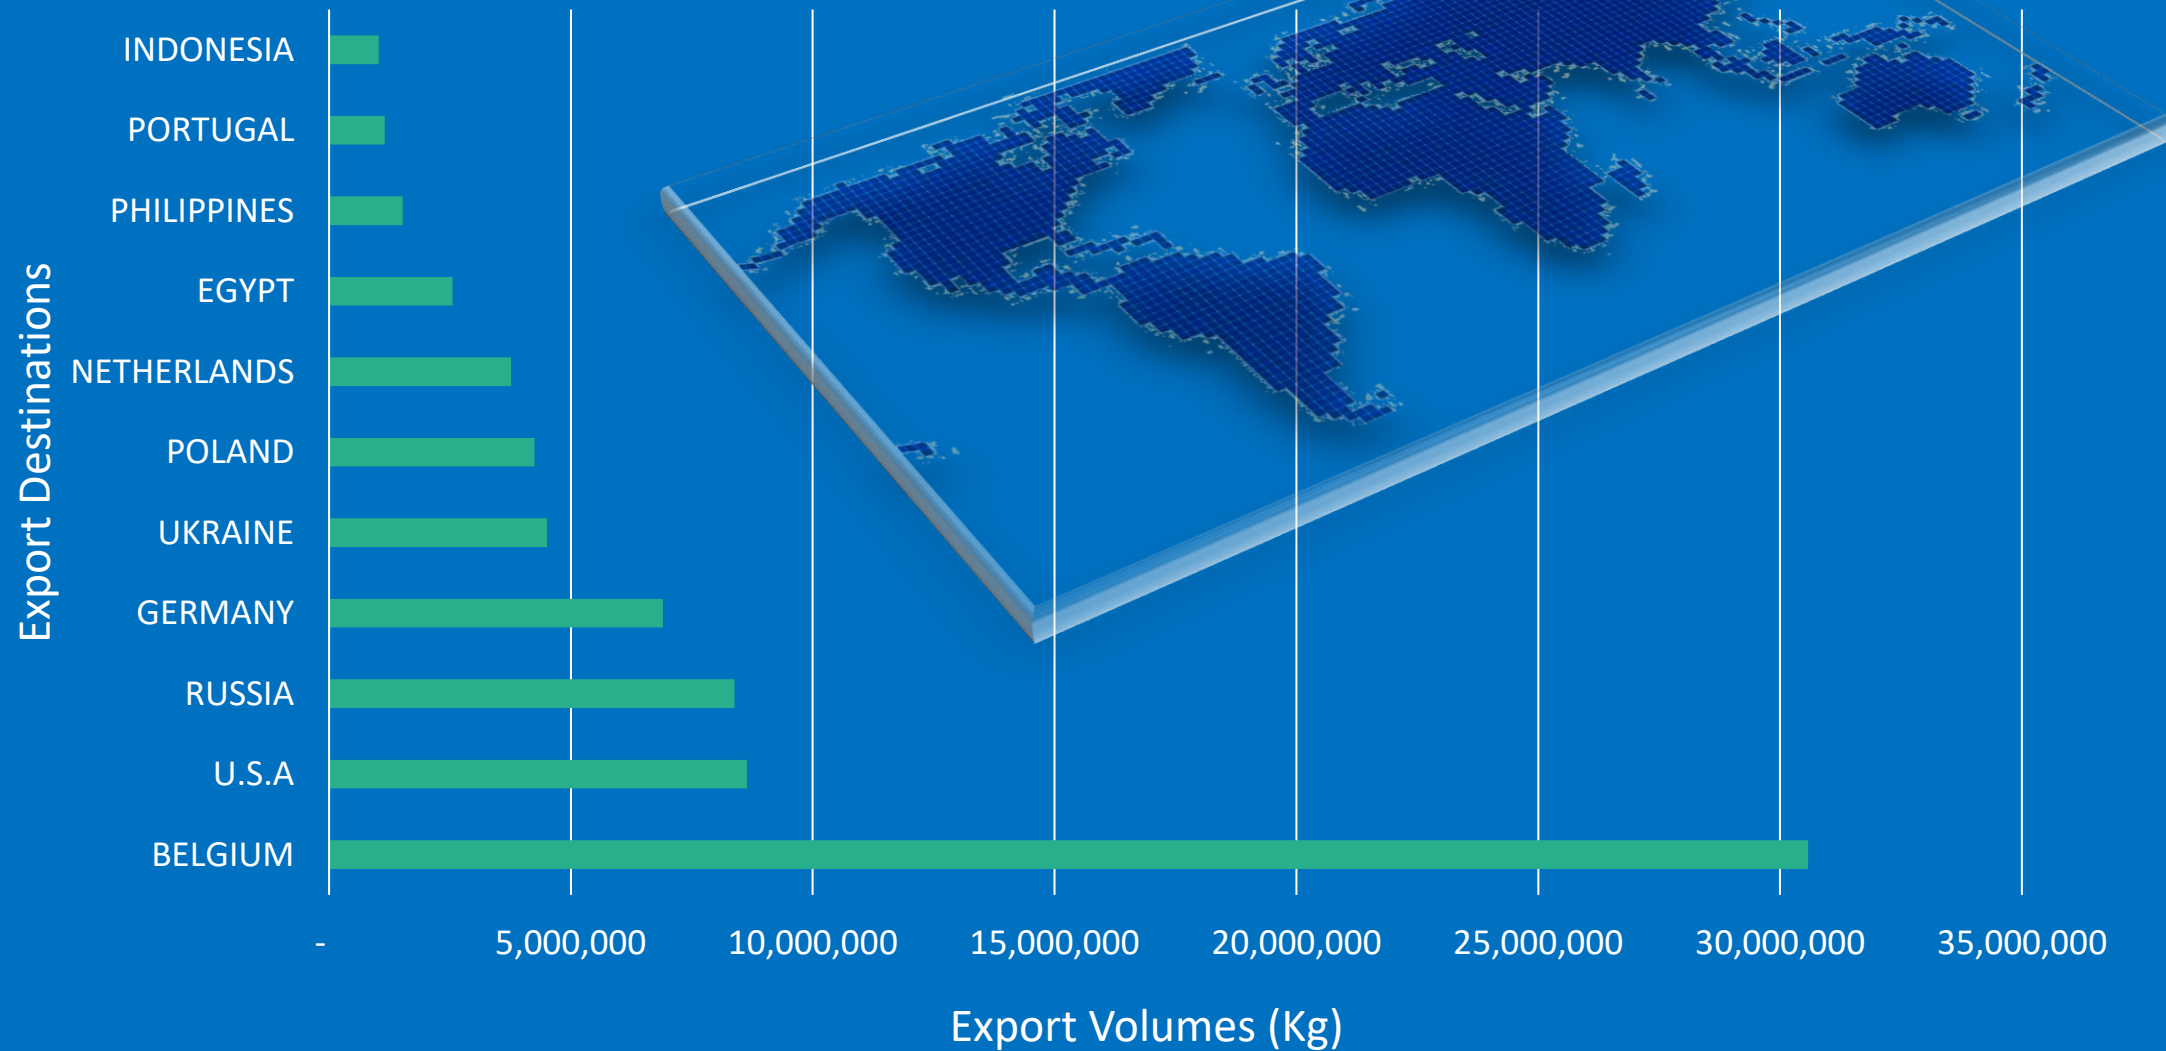 INDONESIA
PORTUGAL
PHILIPPINES
EGYPT
NETHERLANDS
POLAND
UKRAINE
GERMANY
RUSSIA
U.S.A
BELGIUM
Export Destinations
- 5,000,000 10,000,000 15,000,000 20,000,000 25,000,000 30,000,000 35,000,000
Export Volumes (Kg)